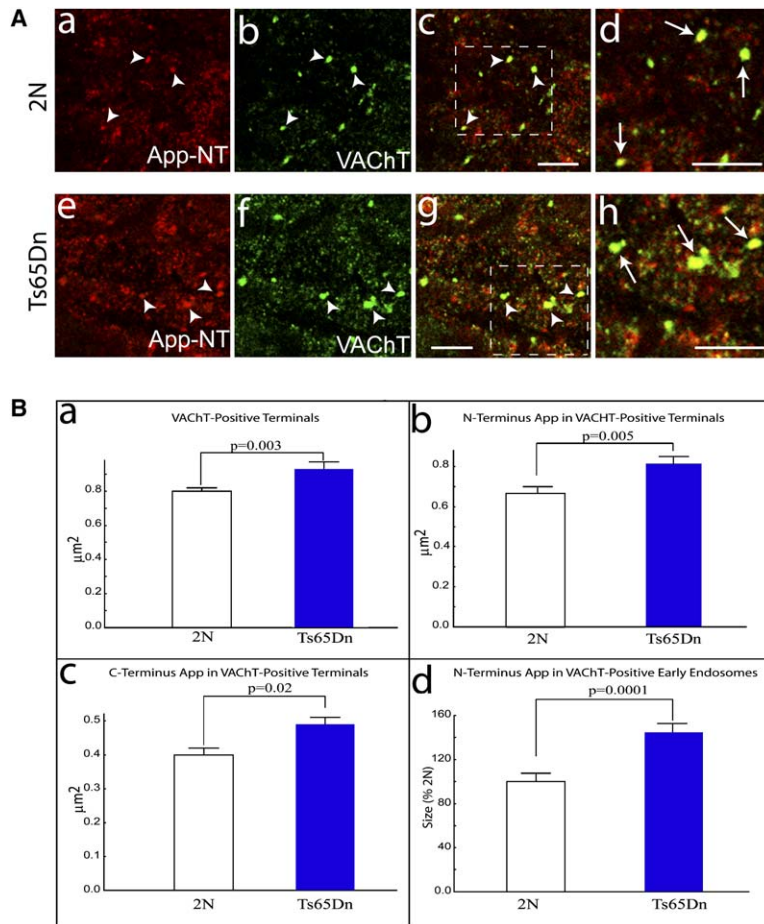 A
a b c d
2N
App-NT VAChT
e f g h
Ts65Dn
App-NT VAChT
B
a
VAChT-Positive Terminals
p=0.003
μm2
0.8
0.6
0.4
0.2
0.0
2N Ts65Dn
b
N-Terminus App in VACHT-Positive Terminals
p=0.005
μm2
0.8
0.6
0.4
0.2
0.0
2N Ts65Dn
c
C-Terminus App in VAChT-Positive Terminals
p=0.02
μm2
0.5
0.4
0.3
0.2
0.1
0.0
2N Ts65Dn
d
N-Terminus App in VAChT-Positive Early Endosomes
p=0.0001
Size (% 2N)
160
120
80
40
0.0
2N Ts65Dn